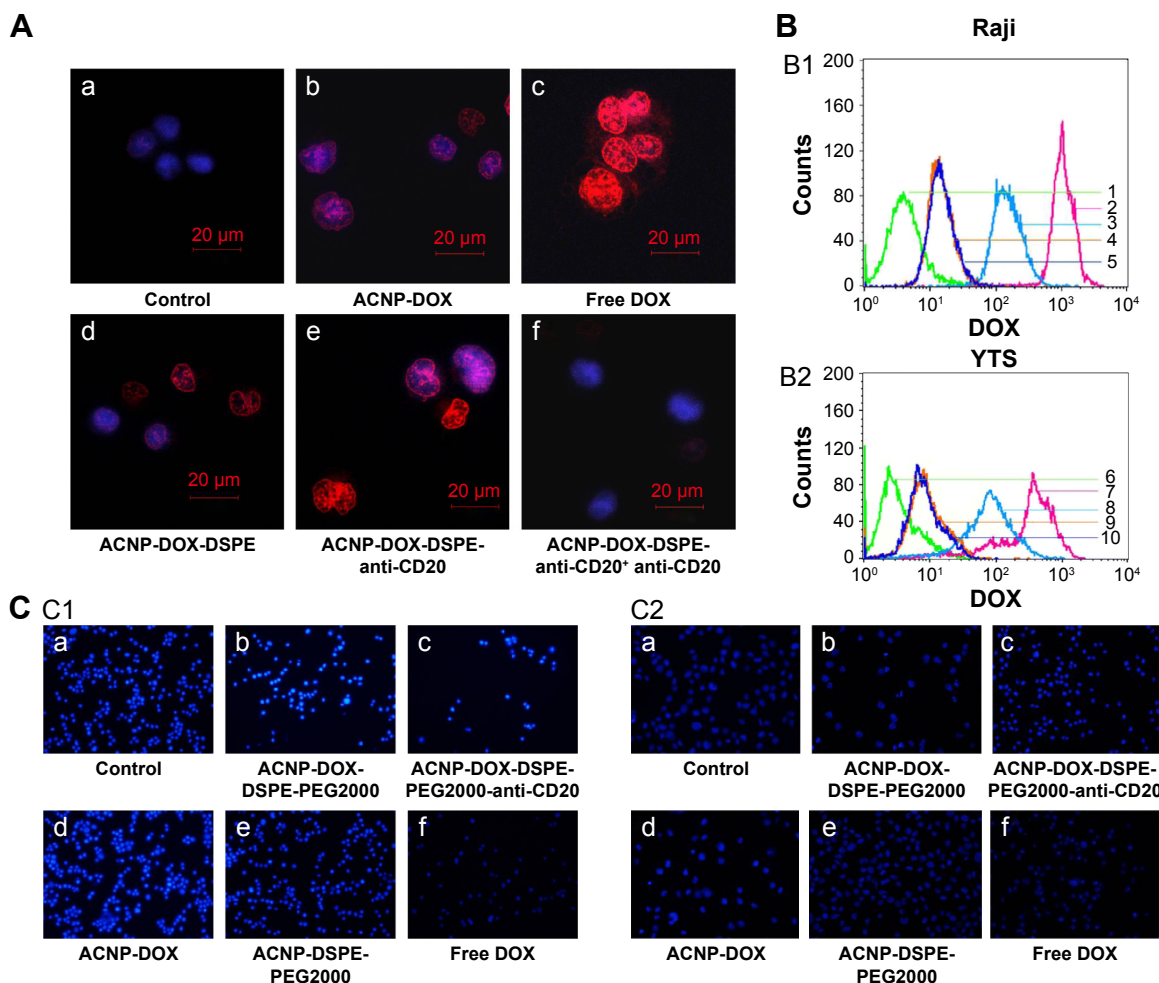 A
a
b
c
20 µm
20 µm
20 µm
Control
ACNP-DOX
Free DOX
d
e
f
20 µm
20 µm
20 µm
ACNP-DOX-DSPE
ACNP-DOX-DSPE-
anti-CD20
ACNP-DOX-DSPE-
anti-CD20⁺ anti-CD20
B
Raji
B1
200
160
120
80
40
0
Counts
1
2
3
4
5
10⁰ 10¹ 10² 10³ 10⁴
DOX
YTS
B2
200
160
120
80
40
0
Counts
6
7
8
9
10
10⁰ 10¹ 10² 10³ 10⁴
DOX
C C1
a
b
c
Control
ACNP-DOX-
DSPE-PEG2000
ACNP-DOX-DSPE-
PEG2000-anti-CD20
d
e
f
ACNP-DOX
ACNP-DSPE-
PEG2000
Free DOX
C2
a
b
c
Control
ACNP-DOX-
DSPE-PEG2000
ACNP-DOX-DSPE-
PEG2000-anti-CD20
d
e
f
ACNP-DOX
ACNP-DSPE-
PEG2000
Free DOX